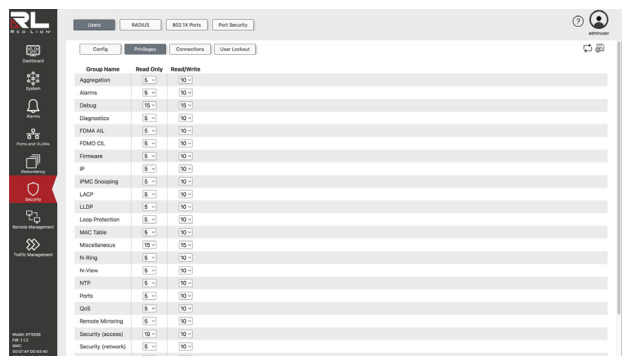 RED LION
Users
RADIUS
802.1X Ports
Port Security
?
adminuser
Config
Privileges
Connections
User Lockout
Dashboard
System
Alarms
Ports and VLANs
Redundancy
Security
Remote Management
Traffic Management
Group Name Read Only Read/Write
Aggregation 5 10
Alarms 5 10
Debug 15 15
Diagnostics 5 10
FDMA AIL 5 10
FDMO CIL 5 10
Firmware 5 10
IP 5 10
IPMC Snooping 5 10
LACP 5 10
LLDP 5 10
Loop Protection 5 10
MAC Table 5 10
Miscellaneous 15 15
N-Ring 5 10
N-View 5 10
NTP 5 10
Ports 5 10
QoS 5 10
Remote Mirroring 5 10
Security (access) 10 10
Security (network) 5 10
FW: 1.1.2
MAC: